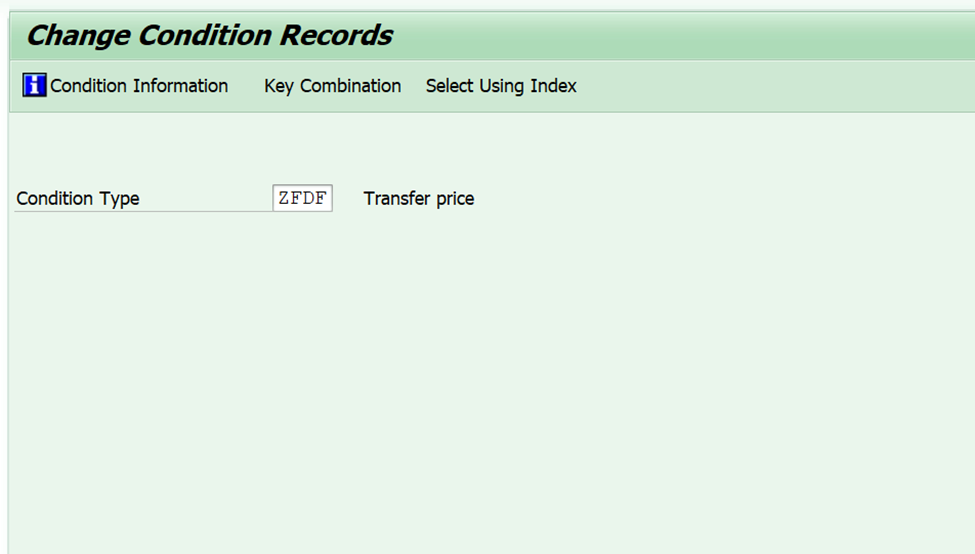 Change Condition Records
Condition Information Key Combination Select Using Index
Condition Type ZFDF Transfer price